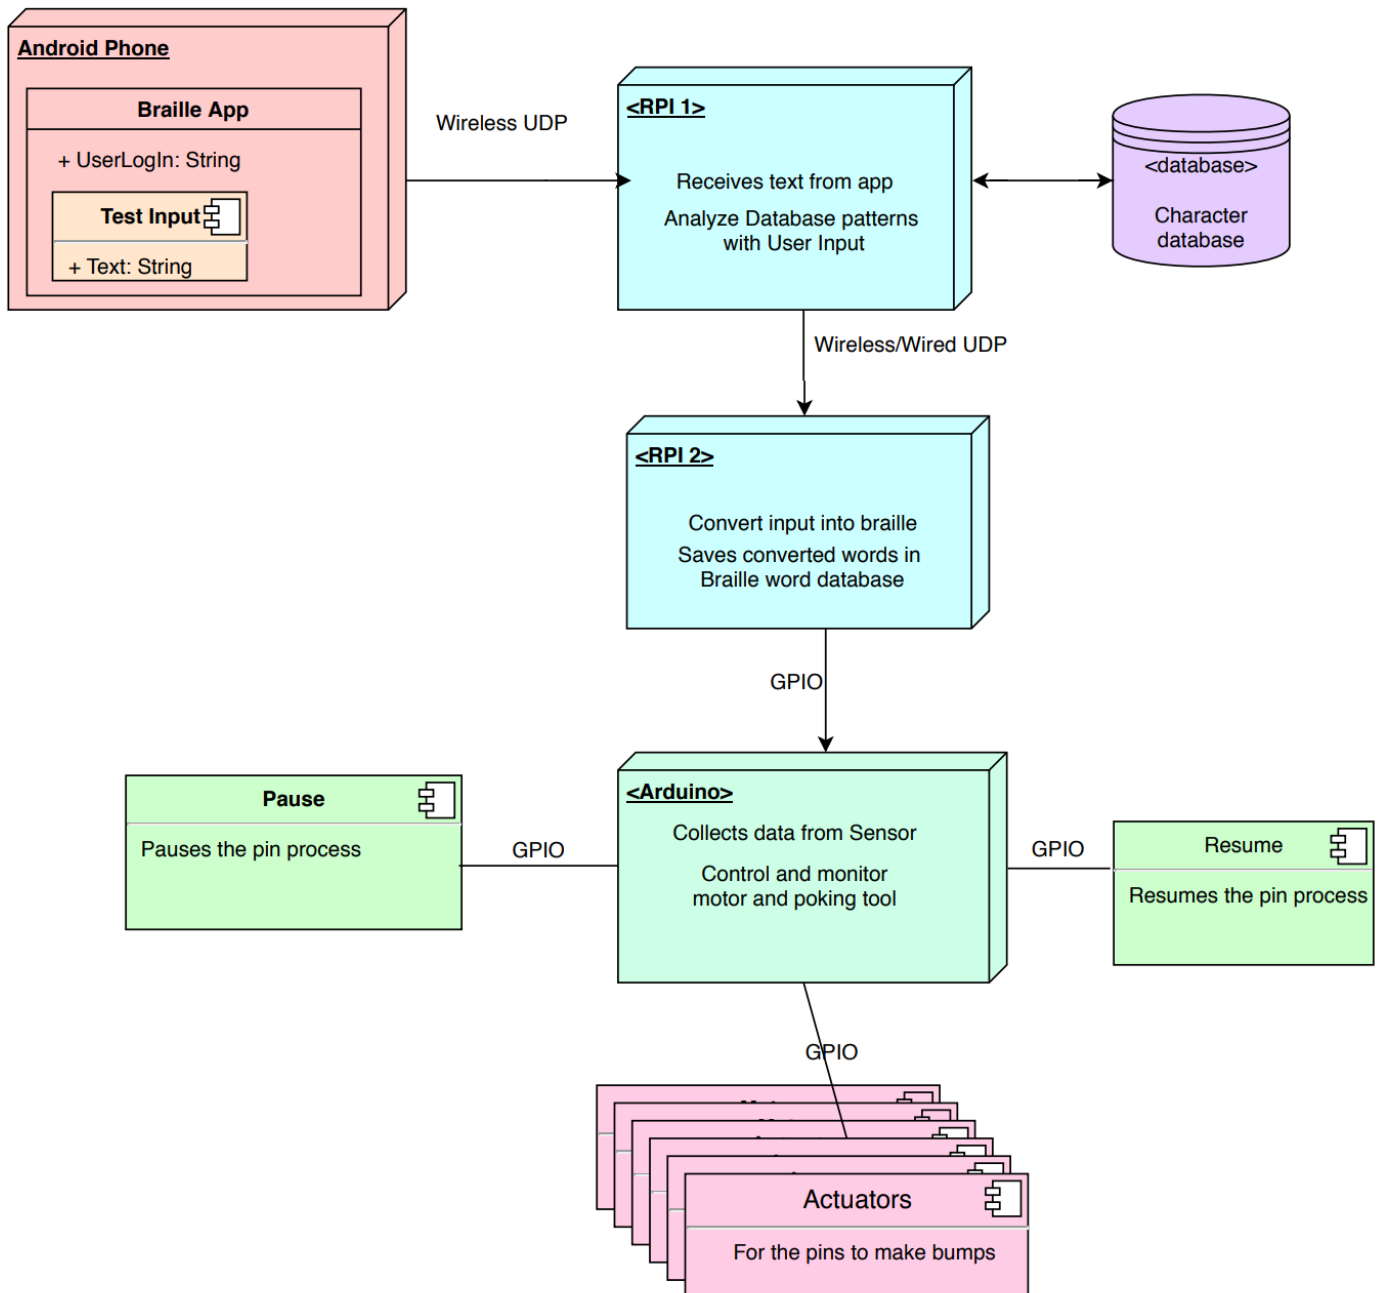 Android Phone
Braille App
+ UserLogIn: String
Test Input
+ Text: String
Wireless UDP
<RPI 1>
Receives text from app
Analyze Database patterns
with User Input
<database>
Character
database
Wireless/Wired UDP
<RPI 2>
Convert input into braille
Saves converted words in
Braille word database
GPIO
Pause
Pauses the pin process
GPIO
<Arduino>
Collects data from Sensor
Control and monitor
motor and poking tool
GPIO
Resume
Resumes the pin process
GPIO
Actuators
For the pins to make bumps